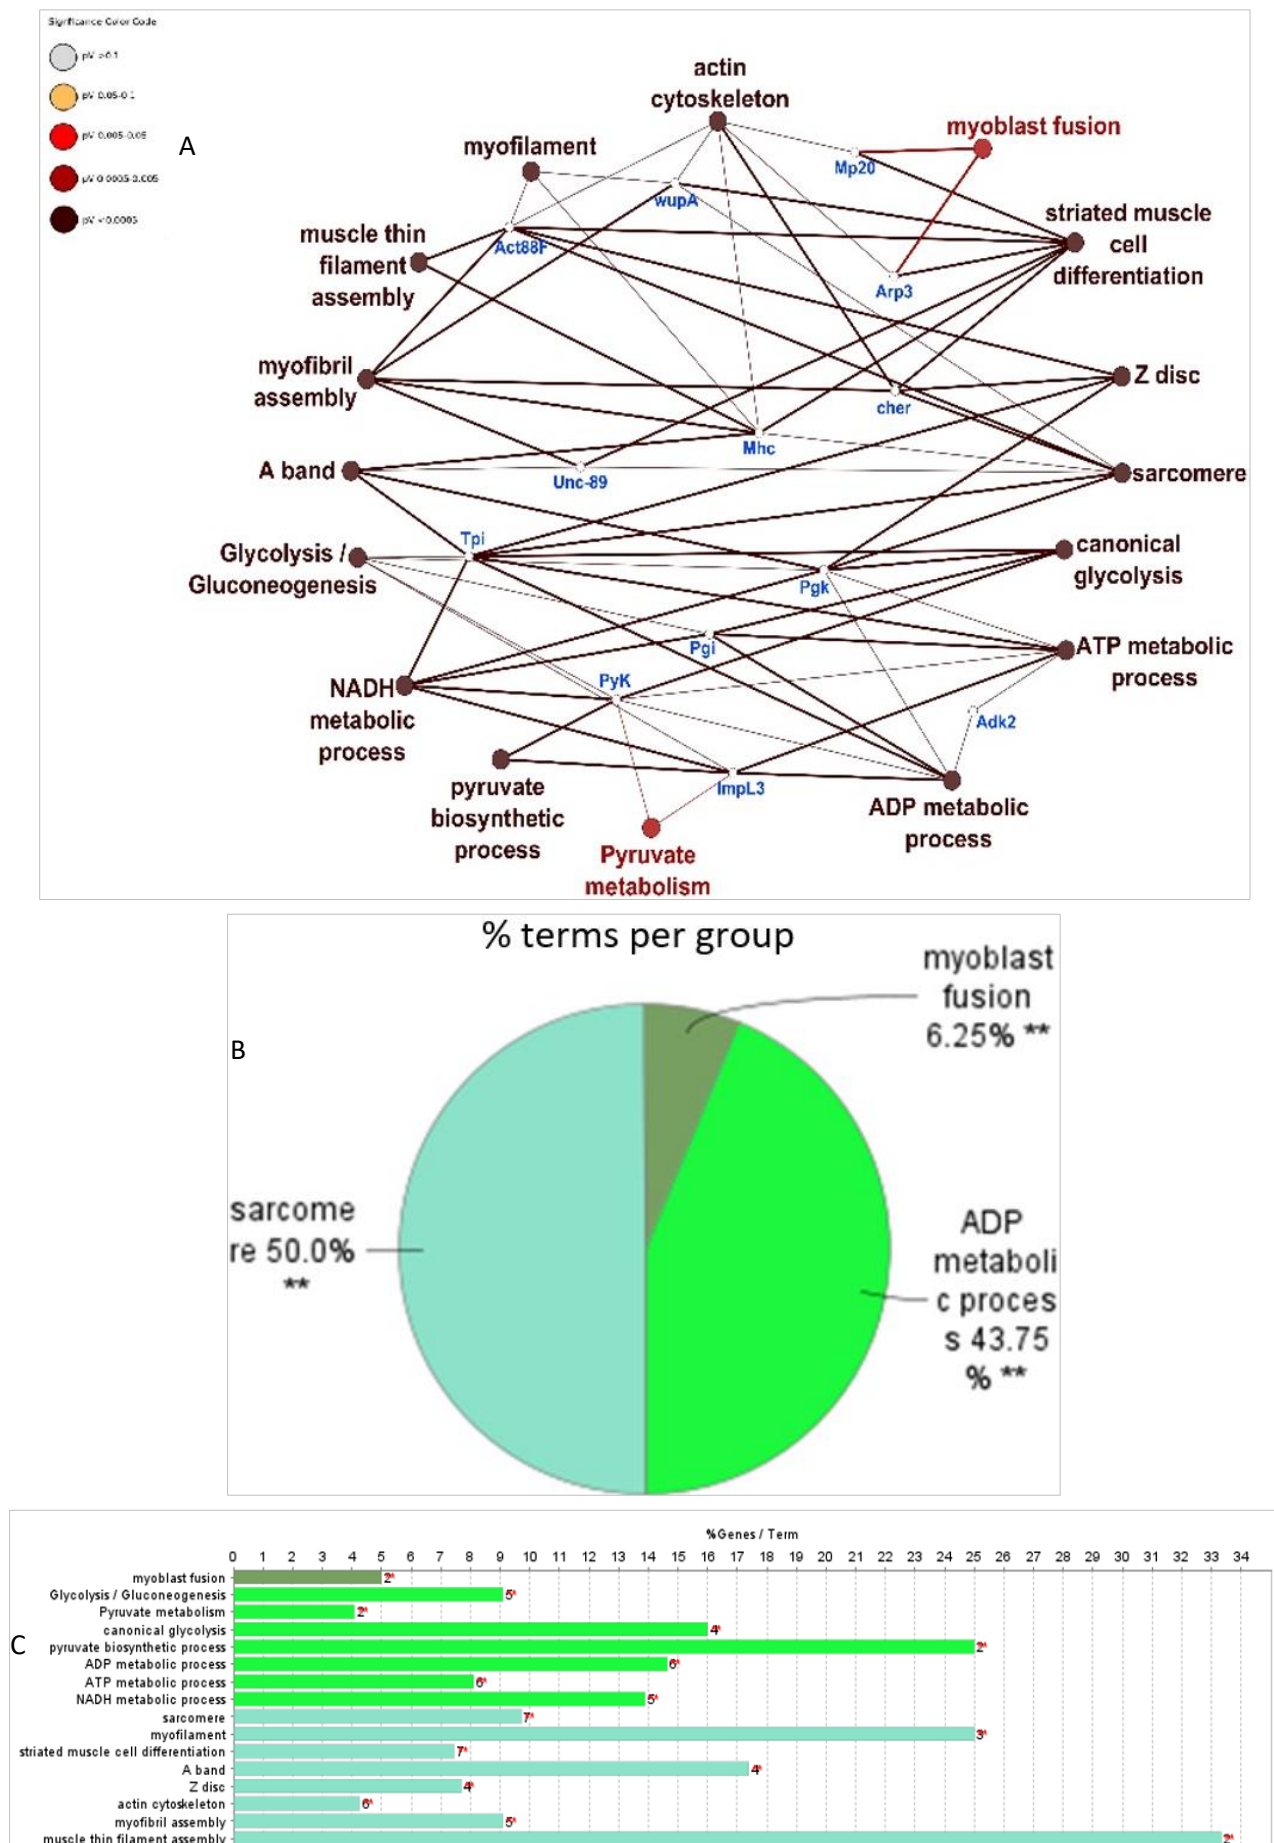 Significance Color Code
pV >0.1
pV 0.05-0.1
pV 0.005-0.05
pV 0.0005-0.005
pV <0.0005
A
actin
cytoskeleton
myoblast fusion
myofilament
Mp20
wupA
striated muscle
cell
differentiation
muscle thin
filament
assembly
Act88F
Arp3
myofibril
assembly
Z disc
cher
Mhc
A band
Unc-89
sarcomere
Tpi
Glycolysis /
Gluconeogenesis
canonical
glycolysis
Pgk
Pgi
ATP metabolic
process
NADH
metabolic
process
PyK
Adk2
pyruvate
biosynthetic
process
ImpL3
ADP metabolic
process
Pyruvate
metabolism
% terms per group
B
myoblast
fusion
6.25% **
sarcome
re 50.0%
**
ADP
metaboli
c proces
s 43.75
% **
C
%Genes / Term
0 1 2 3 4 5 6 7 8 9 10 11 12 13 14 15 16 17 18 19 20 21 22 23 24 25 26 27 28 29 30 31 32 33 34
myoblast fusion 2*
Glycolysis / Gluconeogenesis 5*
Pyruvate metabolism 2*
canonical glycolysis 4*
pyruvate biosynthetic process 2*
ADP metabolic process 6*
ATP metabolic process 6*
NADH metabolic process 5*
sarcomere 7*
myofilament 3*
striated muscle cell differentiation 7*
A band 4*
Z disc 4*
actin cytoskeleton 6*
myofibril assembly 5*
muscle thin filament assembly 2*